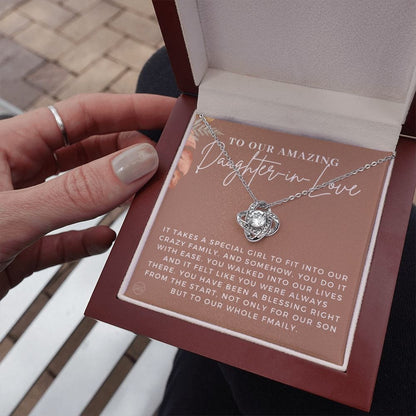 TO OUR AMAZING
Daughter-in-Love
IT TAKES A SPECIAL GIRL TO FIT INTO OUR
CRAZY FAMILY, AND SOMEHOW, YOU DO IT
WITH EASE. YOU WALKED INTO OUR LIVES
AND IT FELT LIKE YOU WERE ALWAYS
THERE. YOU HAVE BEEN A BLESSING RIGHT
FROM THE START, NOT ONLY FOR OUR SON
BUT TO OUR WHOLE FMAILY.